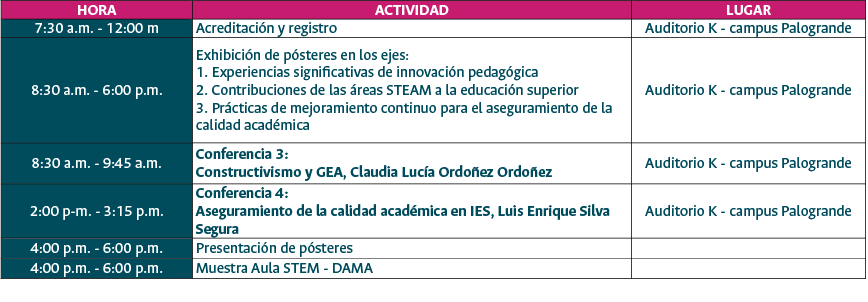 HORA ACTIVIDAD LUGAR
7:30 a.m. - 12:00 m Acreditación y registro Auditorio K - campus Palogrande
Exhibición de pósteres en los ejes:
1. Experiencias significativas de innovación pedagógica
8:30 a.m. - 6:00 p.m. 2. Contribuciones de las áreas STEAM a la educación superior Auditorio K - campus Palogrande
3. Prácticas de mejoramiento continuo para el aseguramiento de la
calidad académica
8:30 a.m. - 9:45 a.m. Conferencia 3: Auditorio K - campus Palogrande
Constructivismo y GEA, Claudia Lucía Ordoñez Ordoñez
Conferencia 4:
2:00 p-m. - 3:15 p.m. Aseguramiento de la calidad académica en IES, Luis Enrique Silva Auditorio K - campus Palogrande
Segura
4:00 p.m. - 6:00 p.m. Presentación de pósteres
4:00 p.m. - 6:00 p.m. Muestra Aula STEM - DAMA